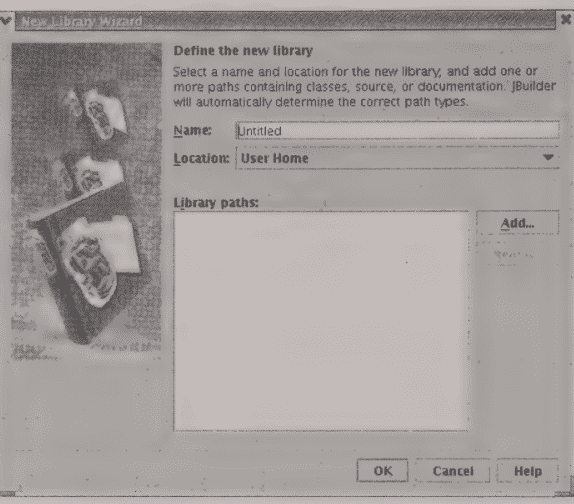 New Library Wizard
Define the new library
Select a name and location for the new library, and add one or
more paths containing classes, source, or documentation. JBuilder
will automatically determine the correct path types.
Name: Untitled
Location: User Home
Library paths:
Add...
OK Cancel Help